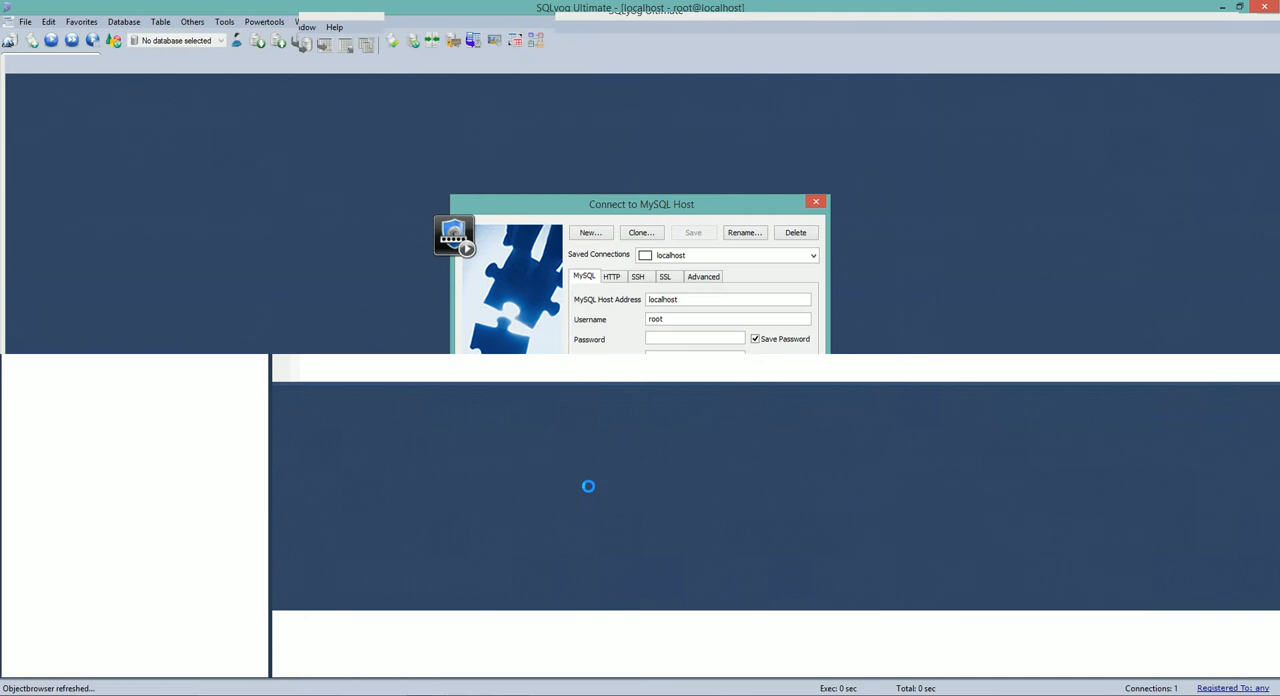 SQLyog Ultimate - [localhost - root@localhost]
File Edit Favorites Database Table Others Tools Powertools
Help
No database selected
Connect to MySQL Host
New... Clone... Save Rename... Delete
Saved Connections localhost
MySQL HTTP SSH SSL Advanced
MySQL Host Address localhost
Username root
Password Save Password
Objectbrowser refreshed... Exec: 0 sec Total: 0 sec Connections: 1 Registered To: any